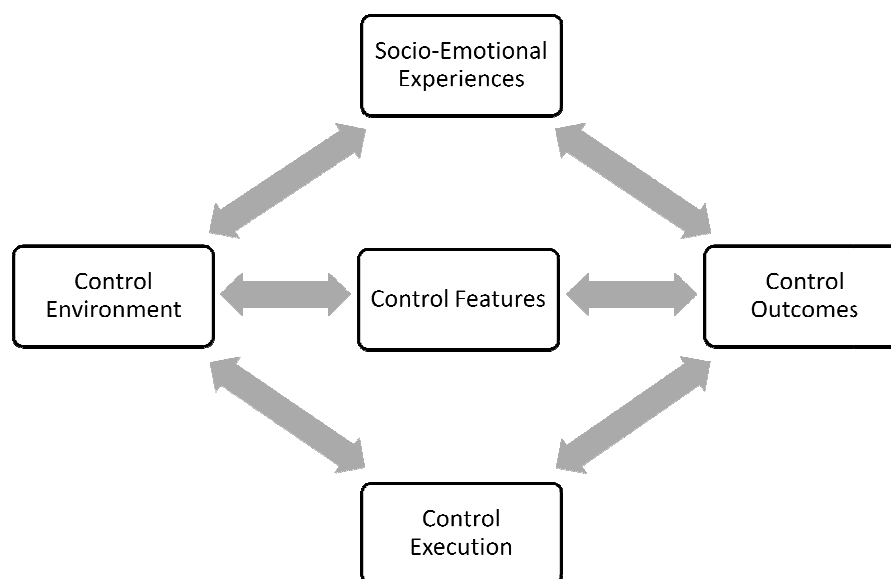 Socio-Emotional
Experiences
Control
Environment
Control Features
Control
Outcomes
Control
Execution